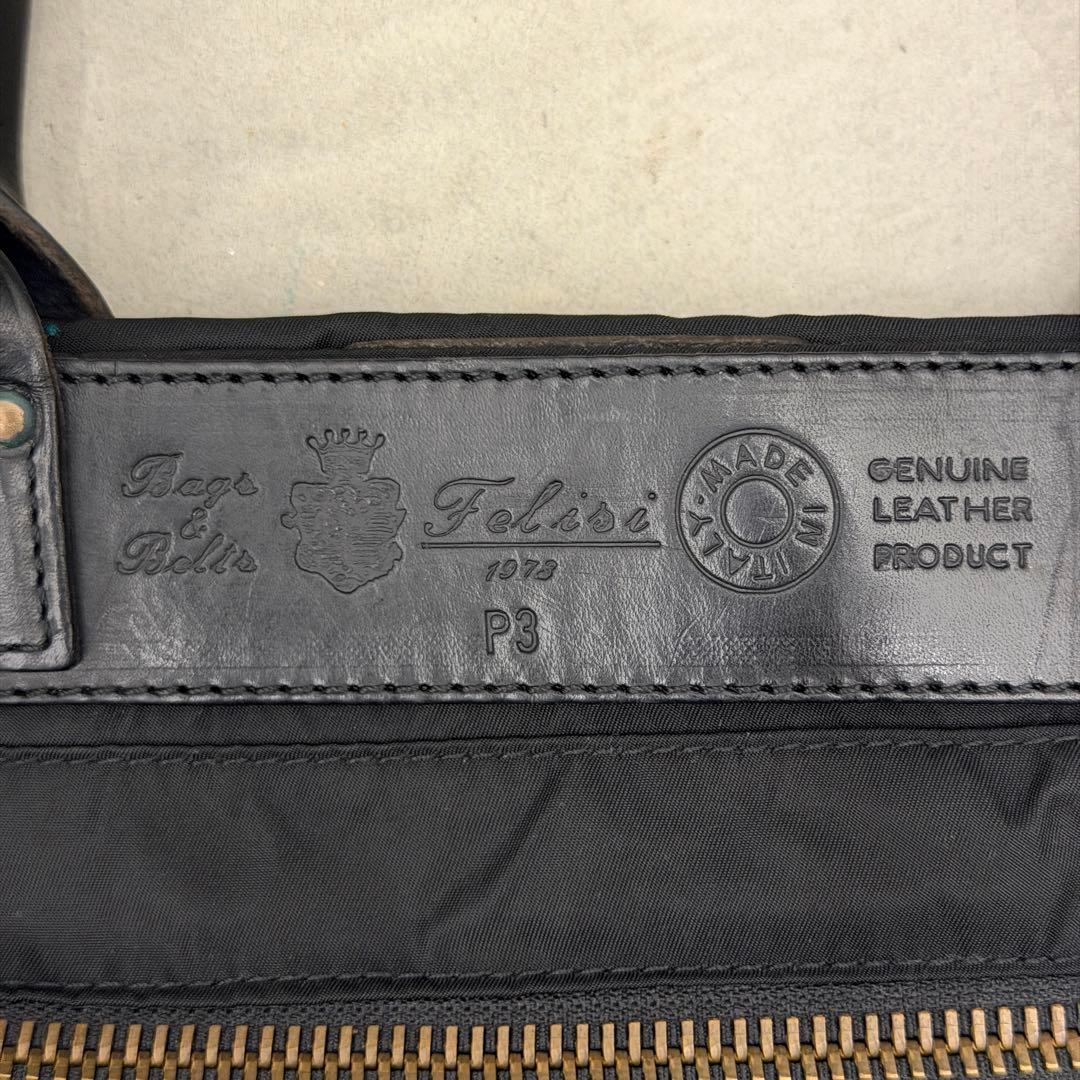 Bags
&
Belts
Felisi
1973
P3
MADE IN ITALY-
GENUINE
LEATHER
PRODUCT